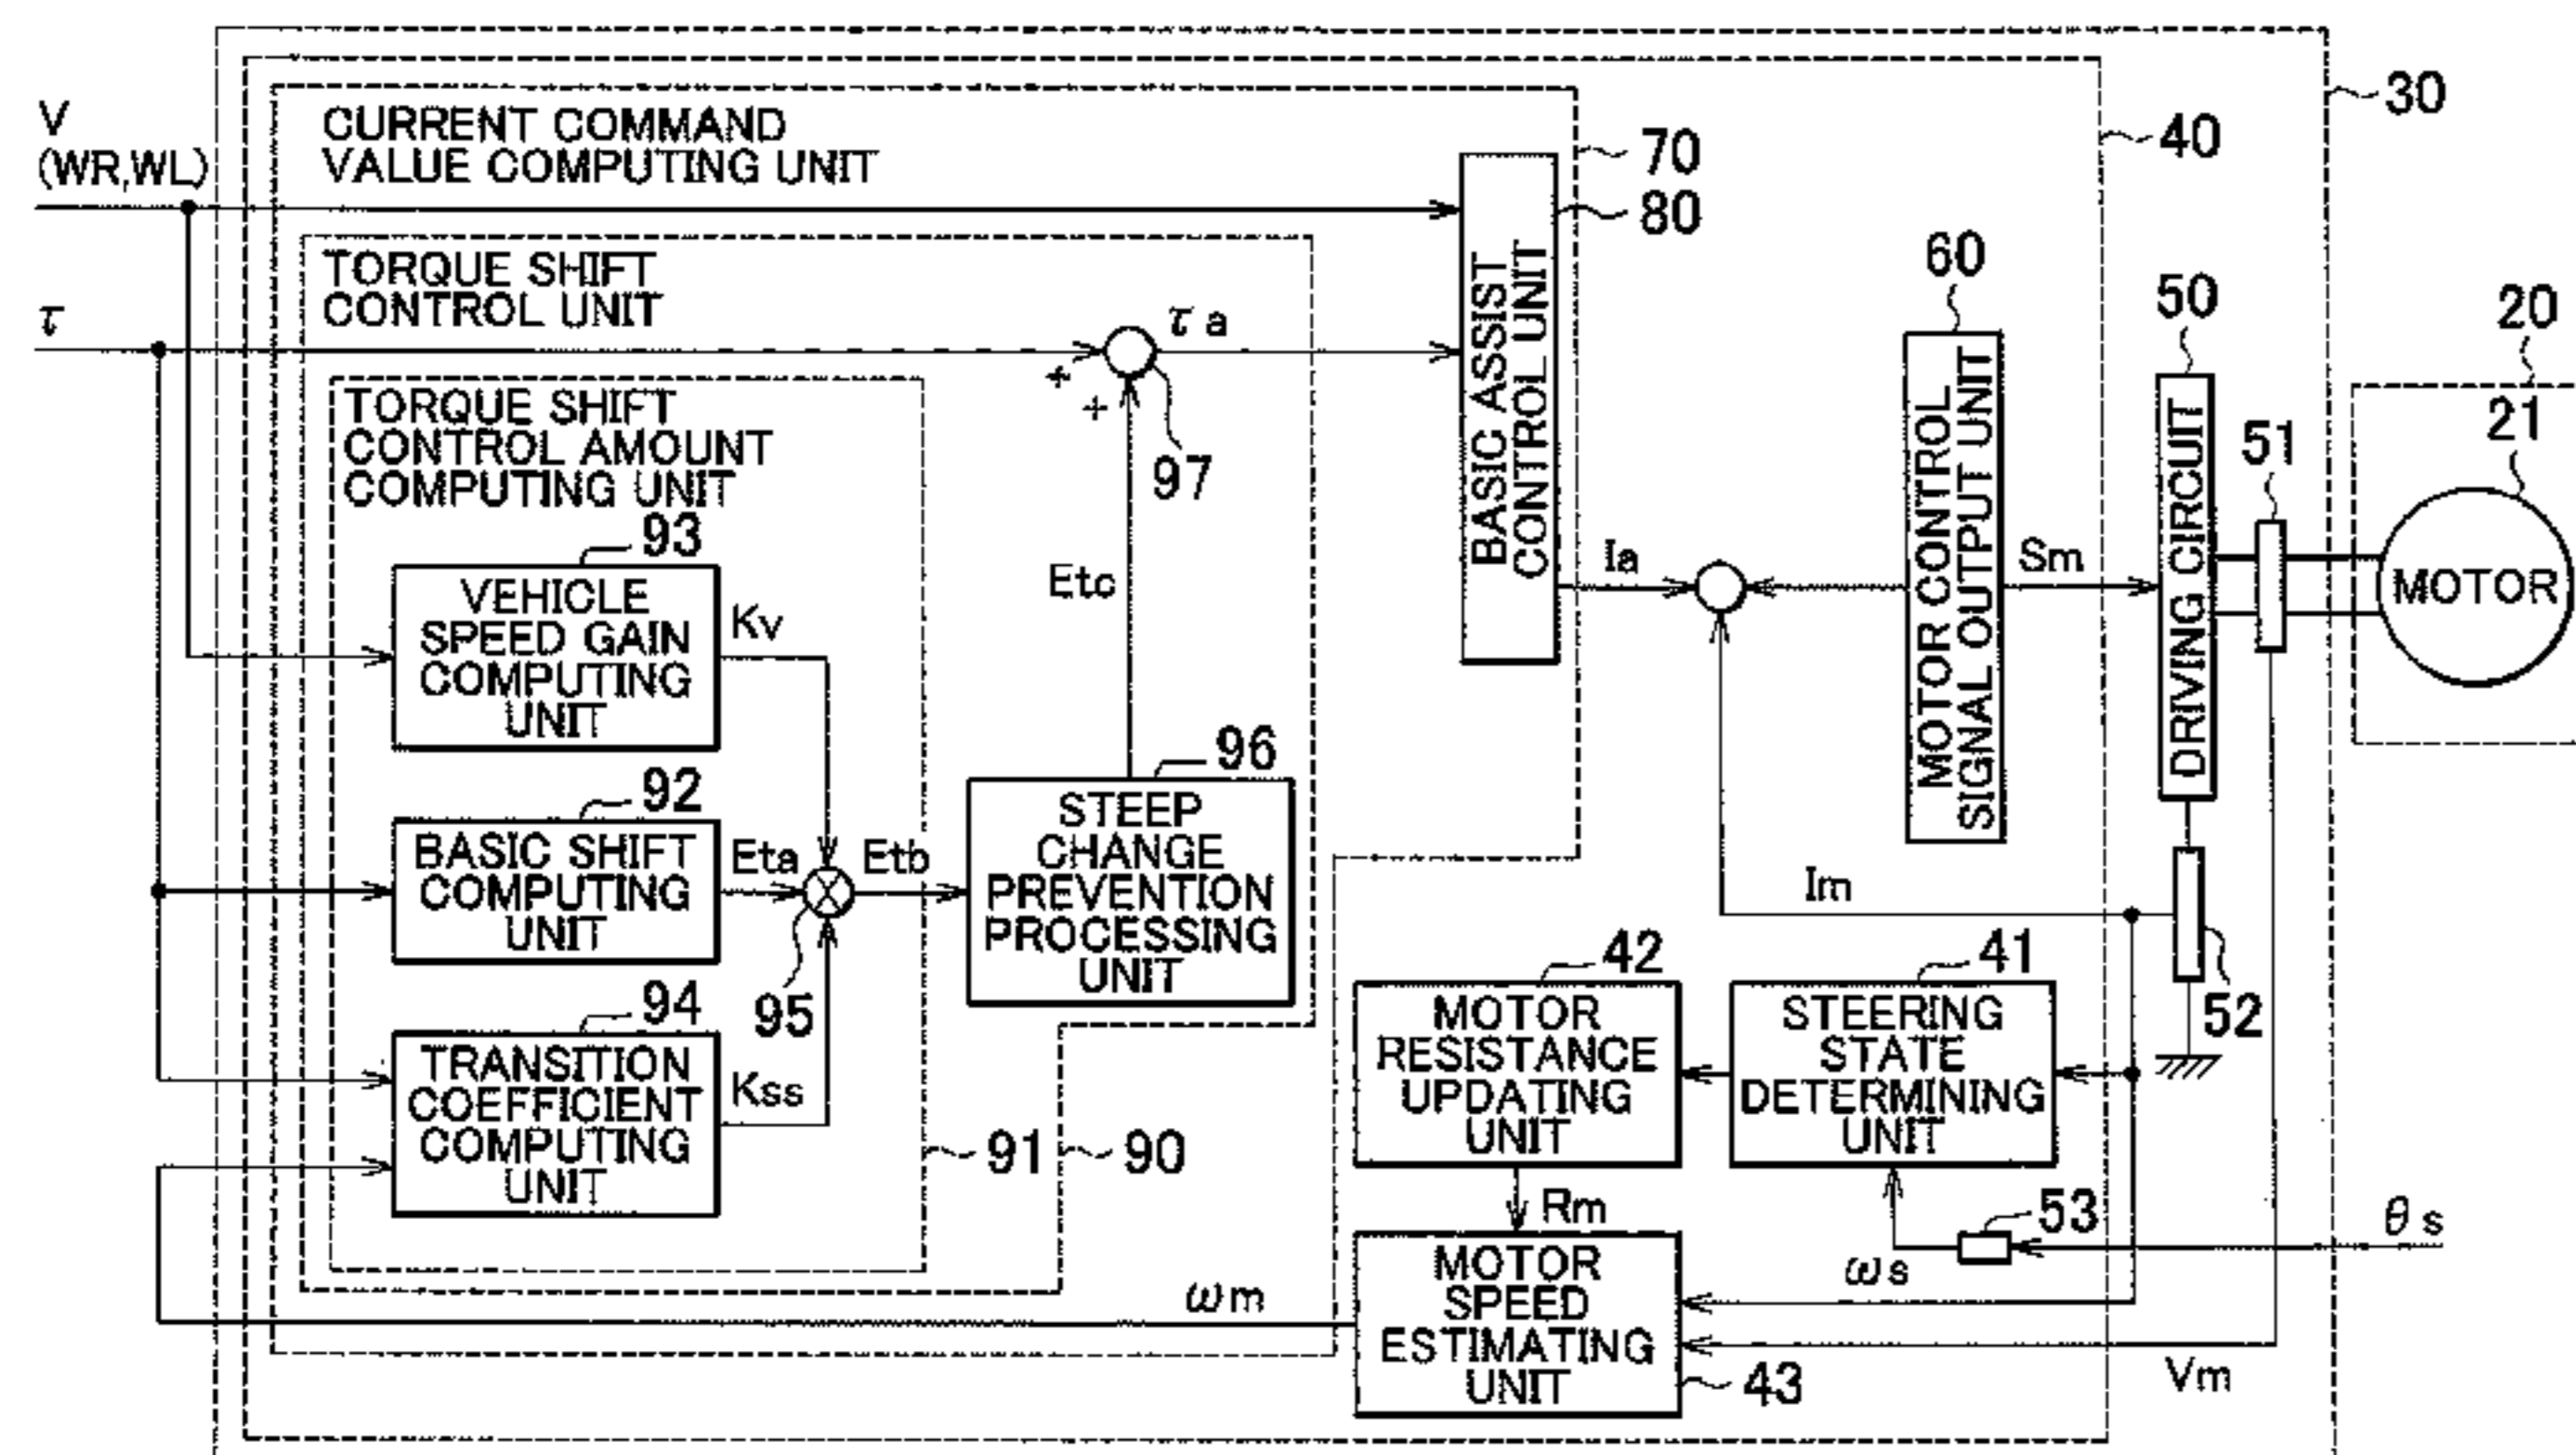 30
V
(WR,WL)
CURRENT COMMAND
VALUE COMPUTING UNIT
70
40
80
TORQUE SHIFT
CONTROL UNIT
τ
τa
+
+
97
BASIC ASSIST
CONTROL UNIT
60
MOTOR CONTROL
SIGNAL OUTPUT UNIT
50
DRIVING CIRCUIT
20
21
51
MOTOR
TORQUE SHIFT
CONTROL AMOUNT
COMPUTING UNIT
93
VEHICLE
SPEED GAIN
COMPUTING
UNIT
Kv
Etc
Ia
Sm
92
BASIC SHIFT
COMPUTING
UNIT
Eta
Etb
95
96
STEEP
CHANGE
PREVENTION
PROCESSING
UNIT
Im
52
94
TRANSITION
COEFFICIENT
COMPUTING
UNIT
Kss
91
90
42
MOTOR
RESISTANCE
UPDATING
UNIT
41
STEERING
STATE
DETERMINING
UNIT
Rm
53
θs
ωs
ωm
MOTOR
SPEED
ESTIMATING
UNIT
43
Vm